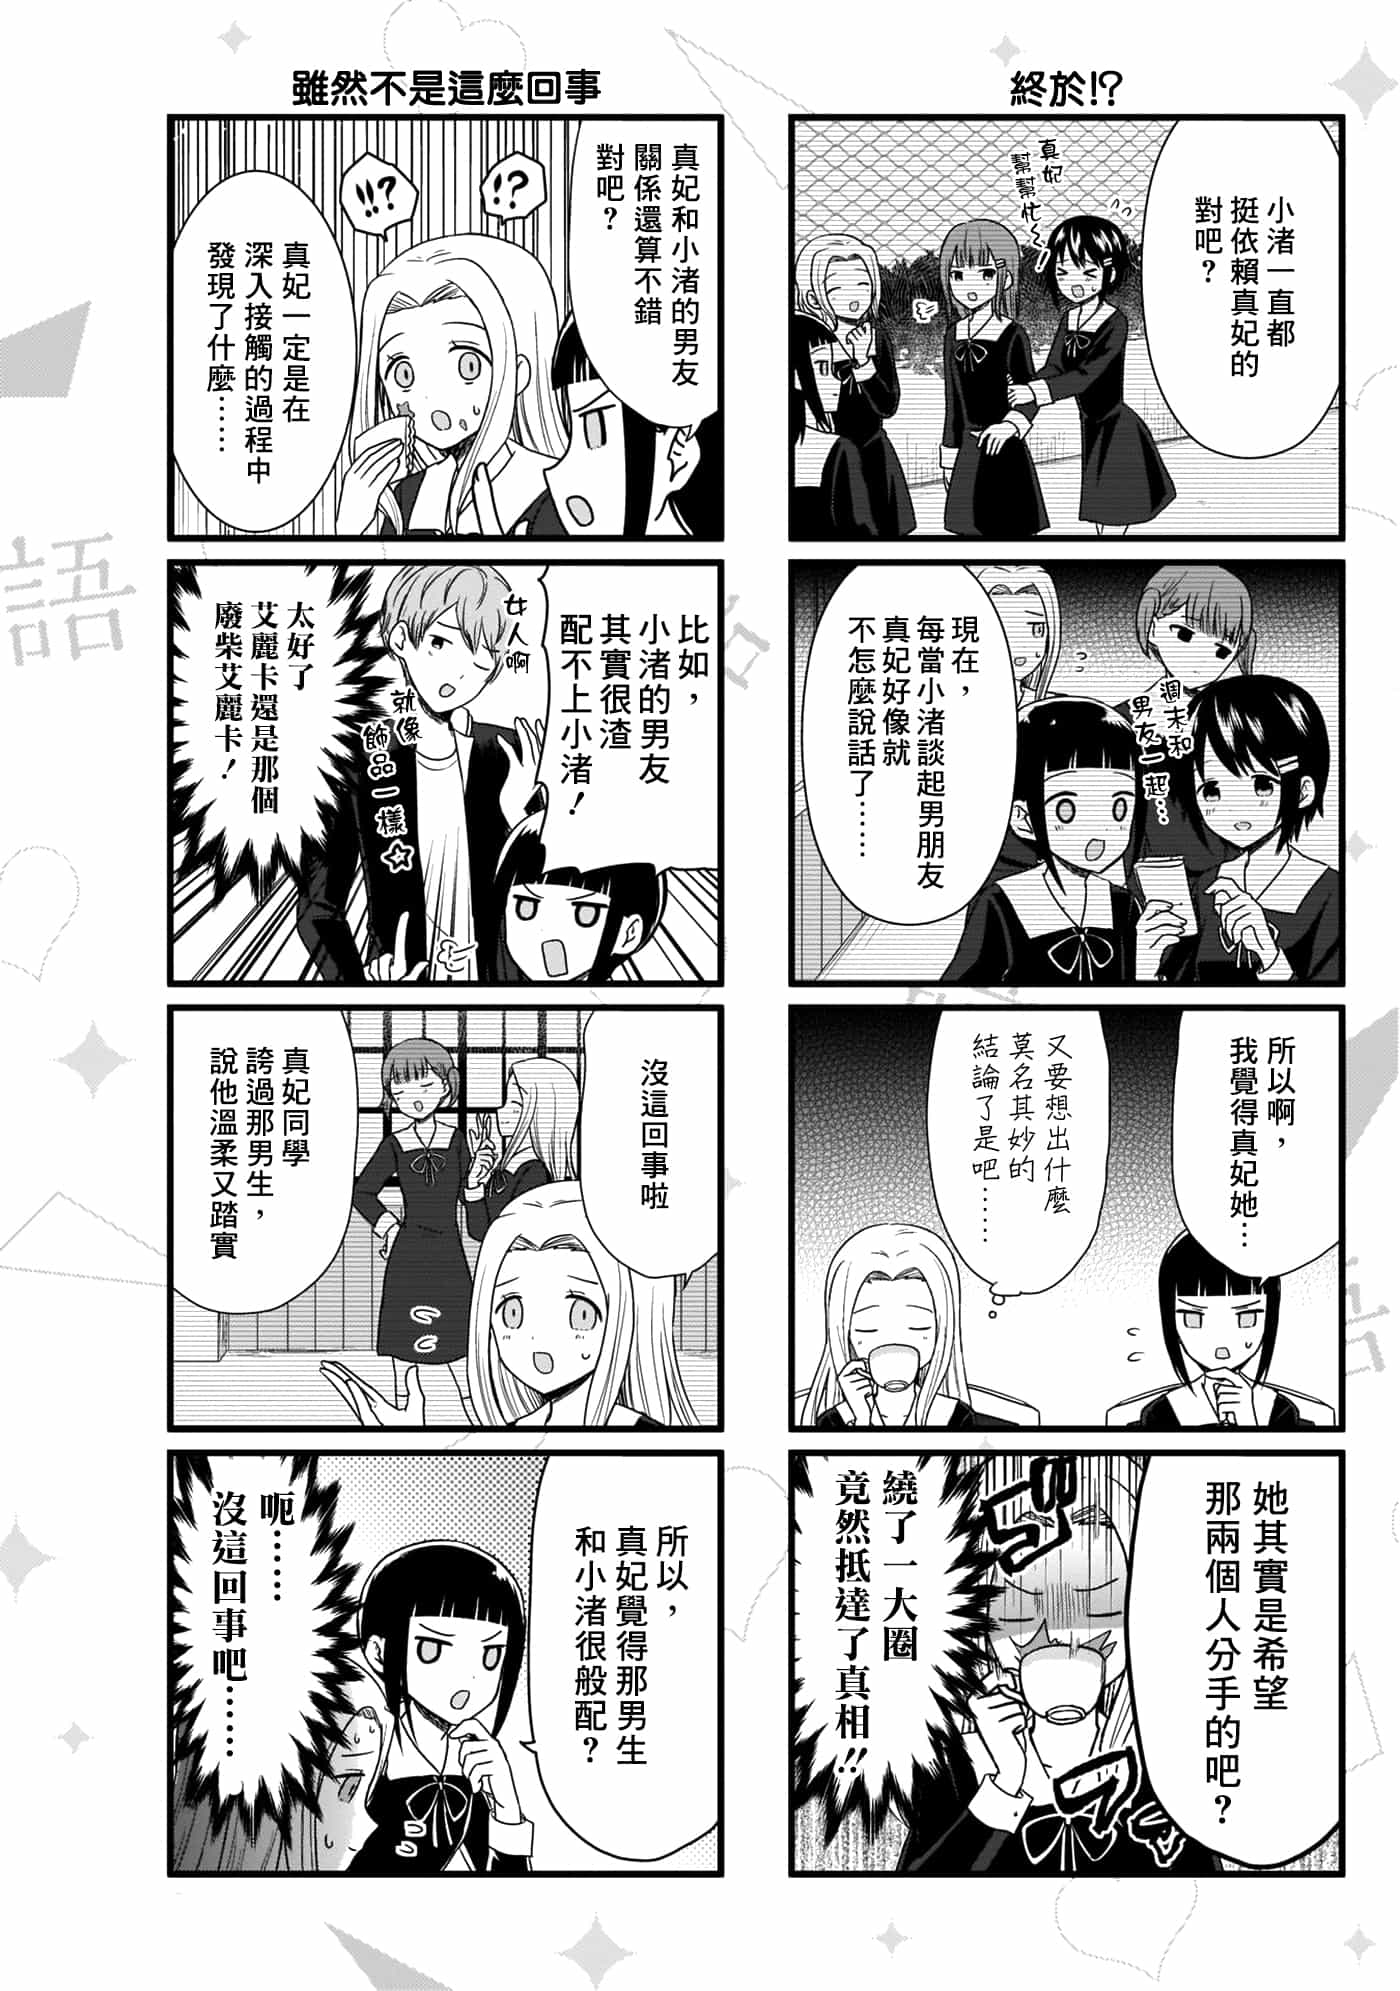 終於!?
小渚一直都
挺依賴真妃的
對吧？
真妃
幫幫忙~
現在，
每當小渚談起男朋友
真妃好像就
不怎麼說話了……
週末和
男友一起…
所以啊，
我覺得真妃她…
又要想出什麼
莫名其妙的
結論了是吧……
她其實是希望
那兩個人分手的吧？
繞了一大圈
竟然抵達了真相!!
雖然不是這麼回事
真妃和小渚的男友
關係還算不錯
對吧？
!?
!!?
真妃一定是在
深入接觸的過程中
發現了什麼……
比如，
小渚的男友
其實很渣
配不上小渚！
女人啊
就像
飾品一樣☆
太好了
艾麗卡還是那個
廢柴艾麗卡！
沒這回事啦
真妃同學
誇過那男生，
說他溫柔又踏實
所以，
真妃覺得那男生
和小渚很般配？
呃……
沒這回事吧……
語